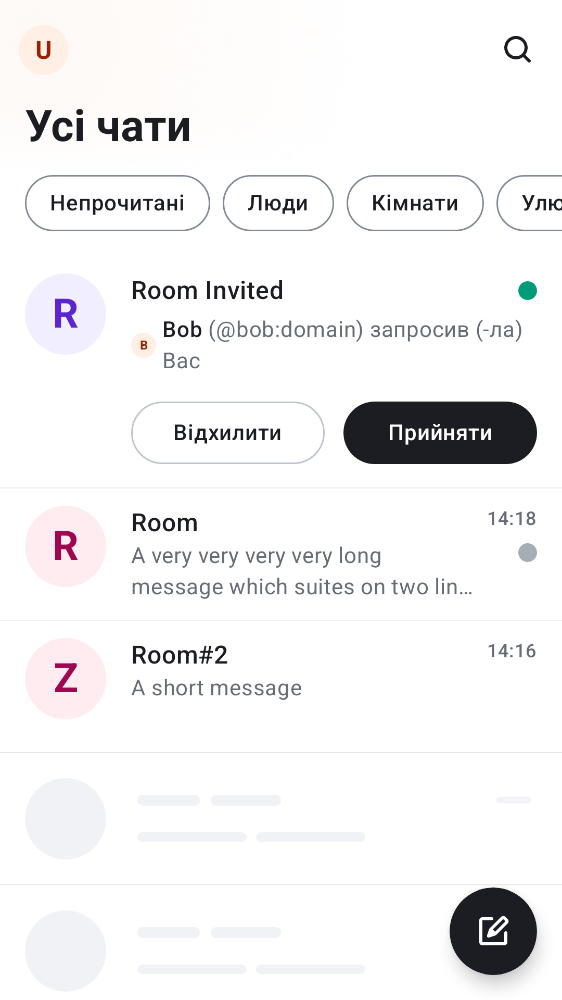 U
Усі чати
Непрочитані Люди Кімнати Улю
R
Room Invited
B
Bob (@bob:domain) запросив (-ла)
Вас
Відхилити Прийняти
R
Room 14:18
A very very very very long
message which suites on two lin…
Z
Room#2 14:16
A short message